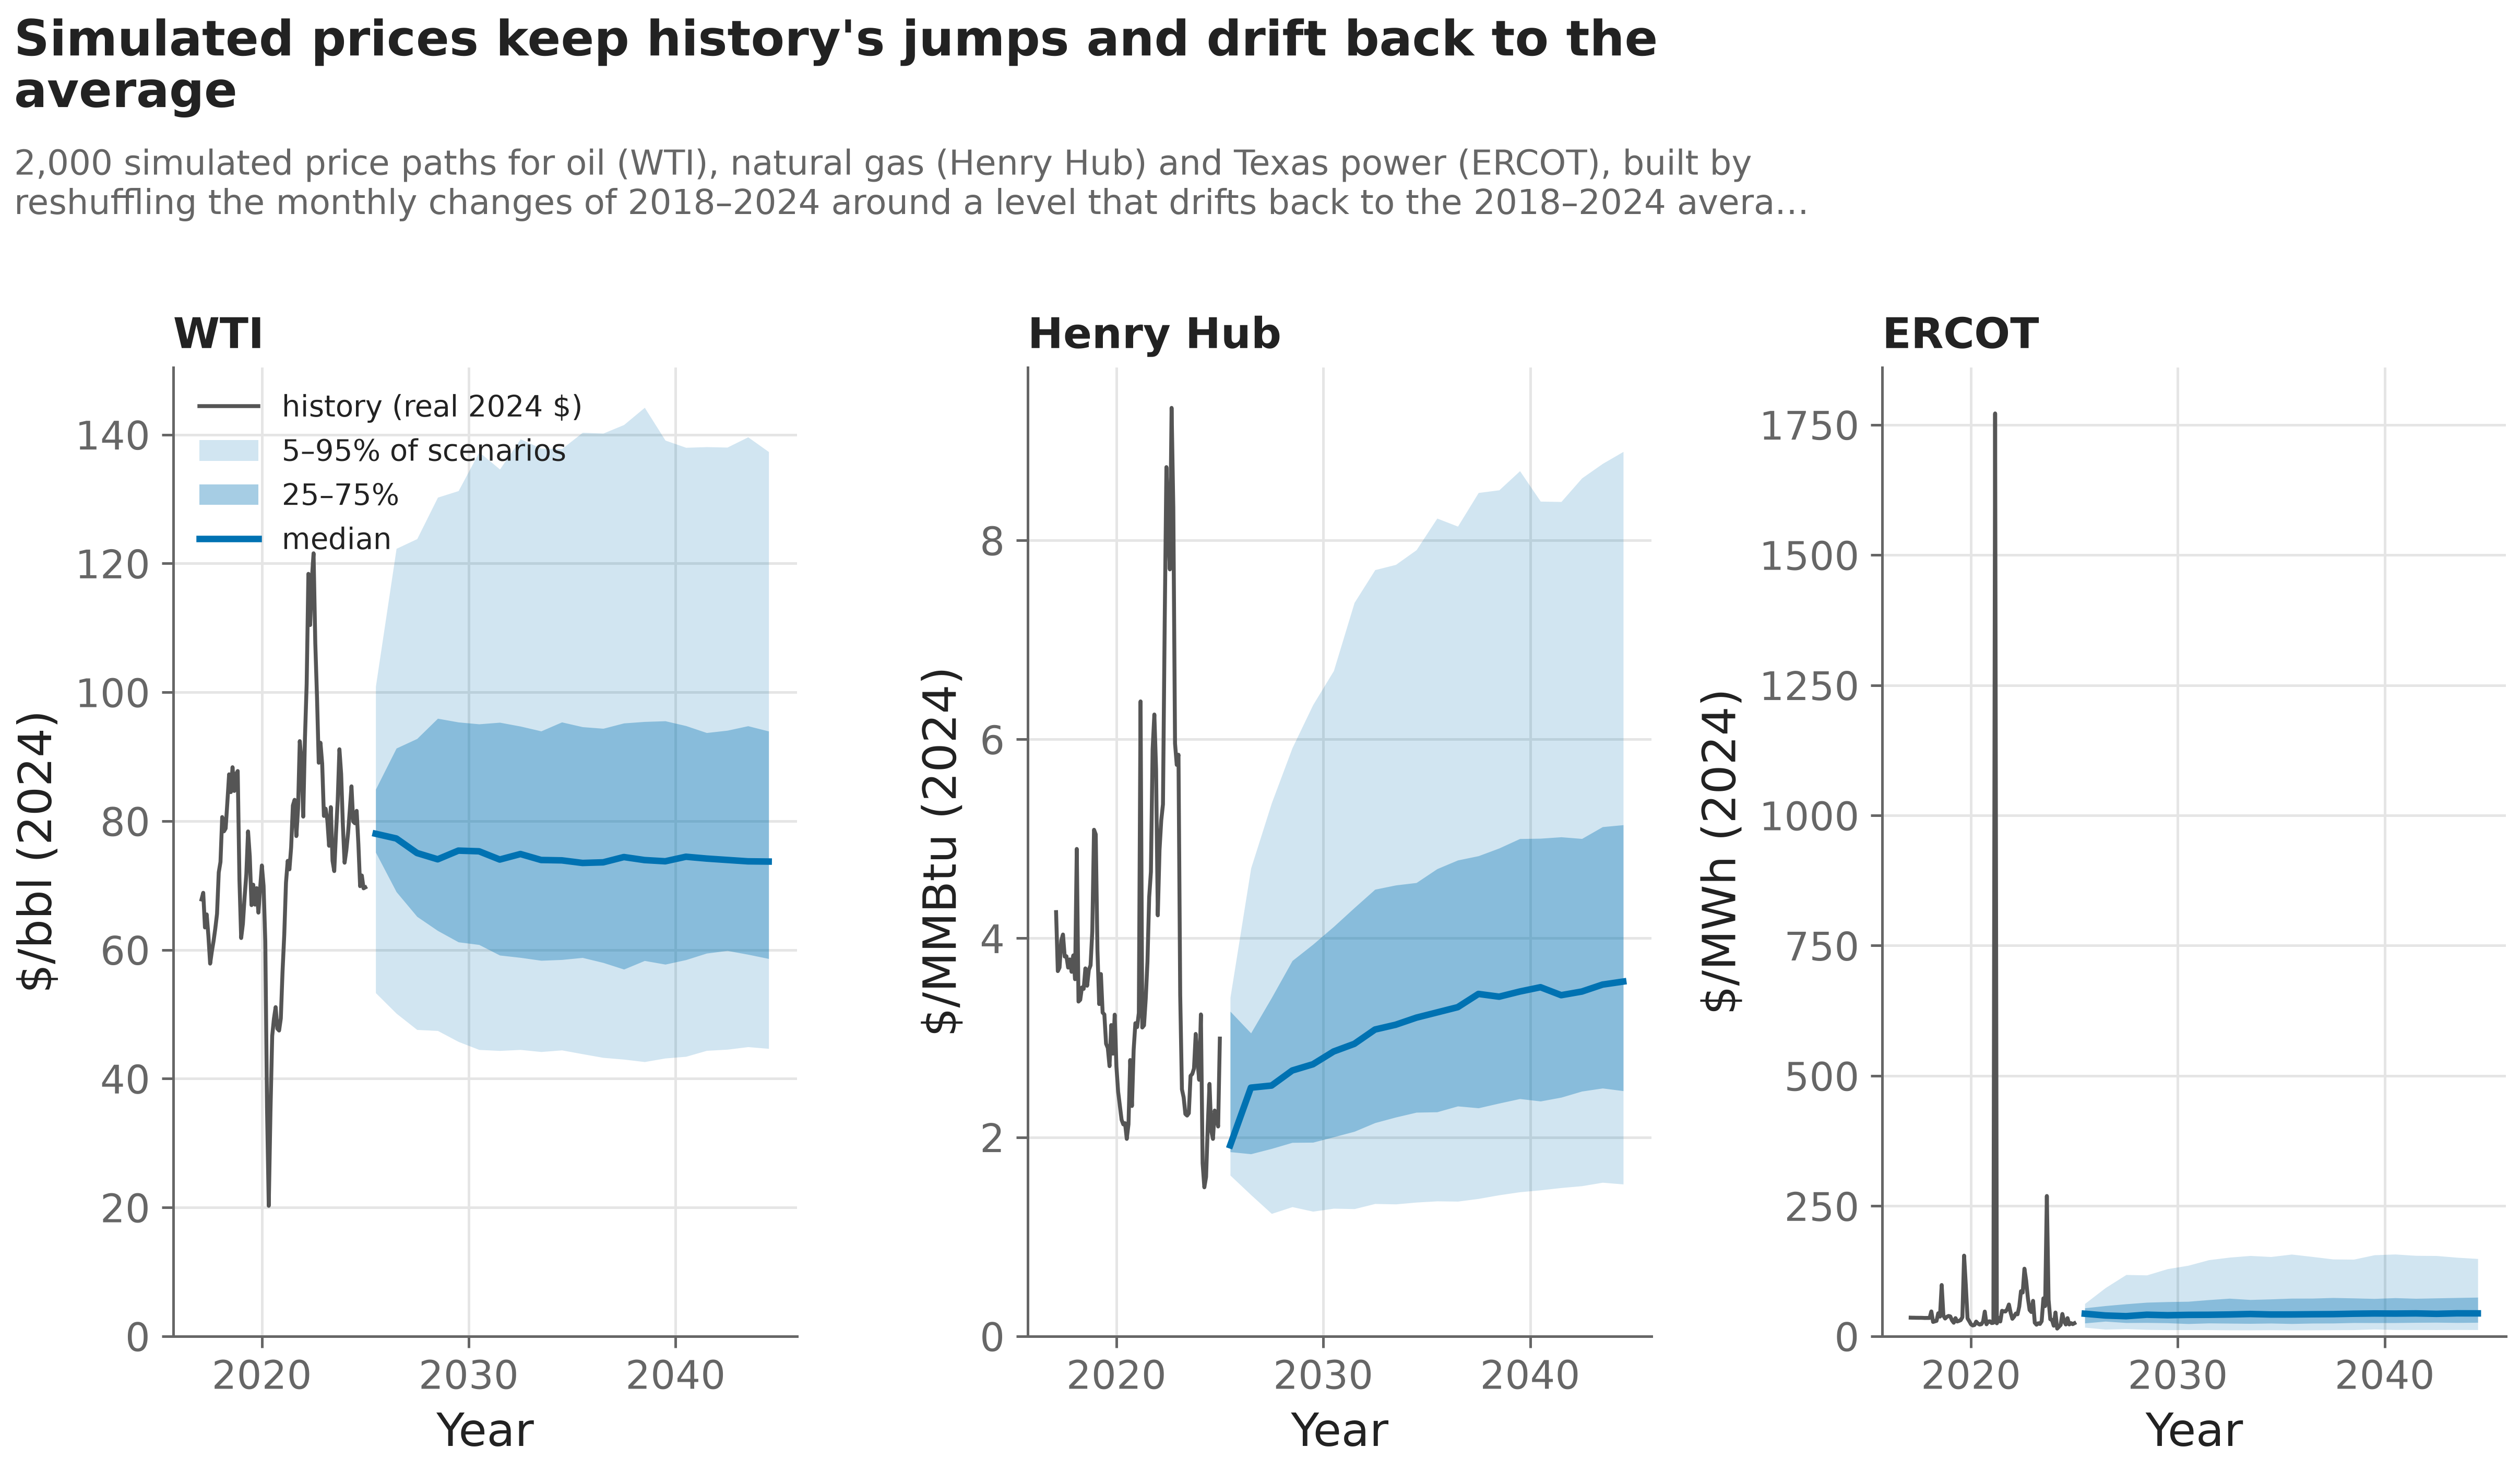 Simulated prices keep history's jumps and drift back to the
average
2,000 simulated price paths for oil (WTI), natural gas (Henry Hub) and Texas power (ERCOT), built by
reshuffling the monthly changes of 2018–2024 around a level that drifts back to the 2018–2024 avera…
WTI
history (real 2024 $)
5–95% of scenarios
25–75%
median
140
120
100
80
60
40
20
0
$/bbl (2024)
2020
2030
2040
Year
Henry Hub
8
6
4
2
0
$/MMBtu (2024)
2020
2030
2040
Year
ERCOT
1750
1500
1250
1000
750
500
250
0
$/MWh (2024)
2020
2030
2040
Year